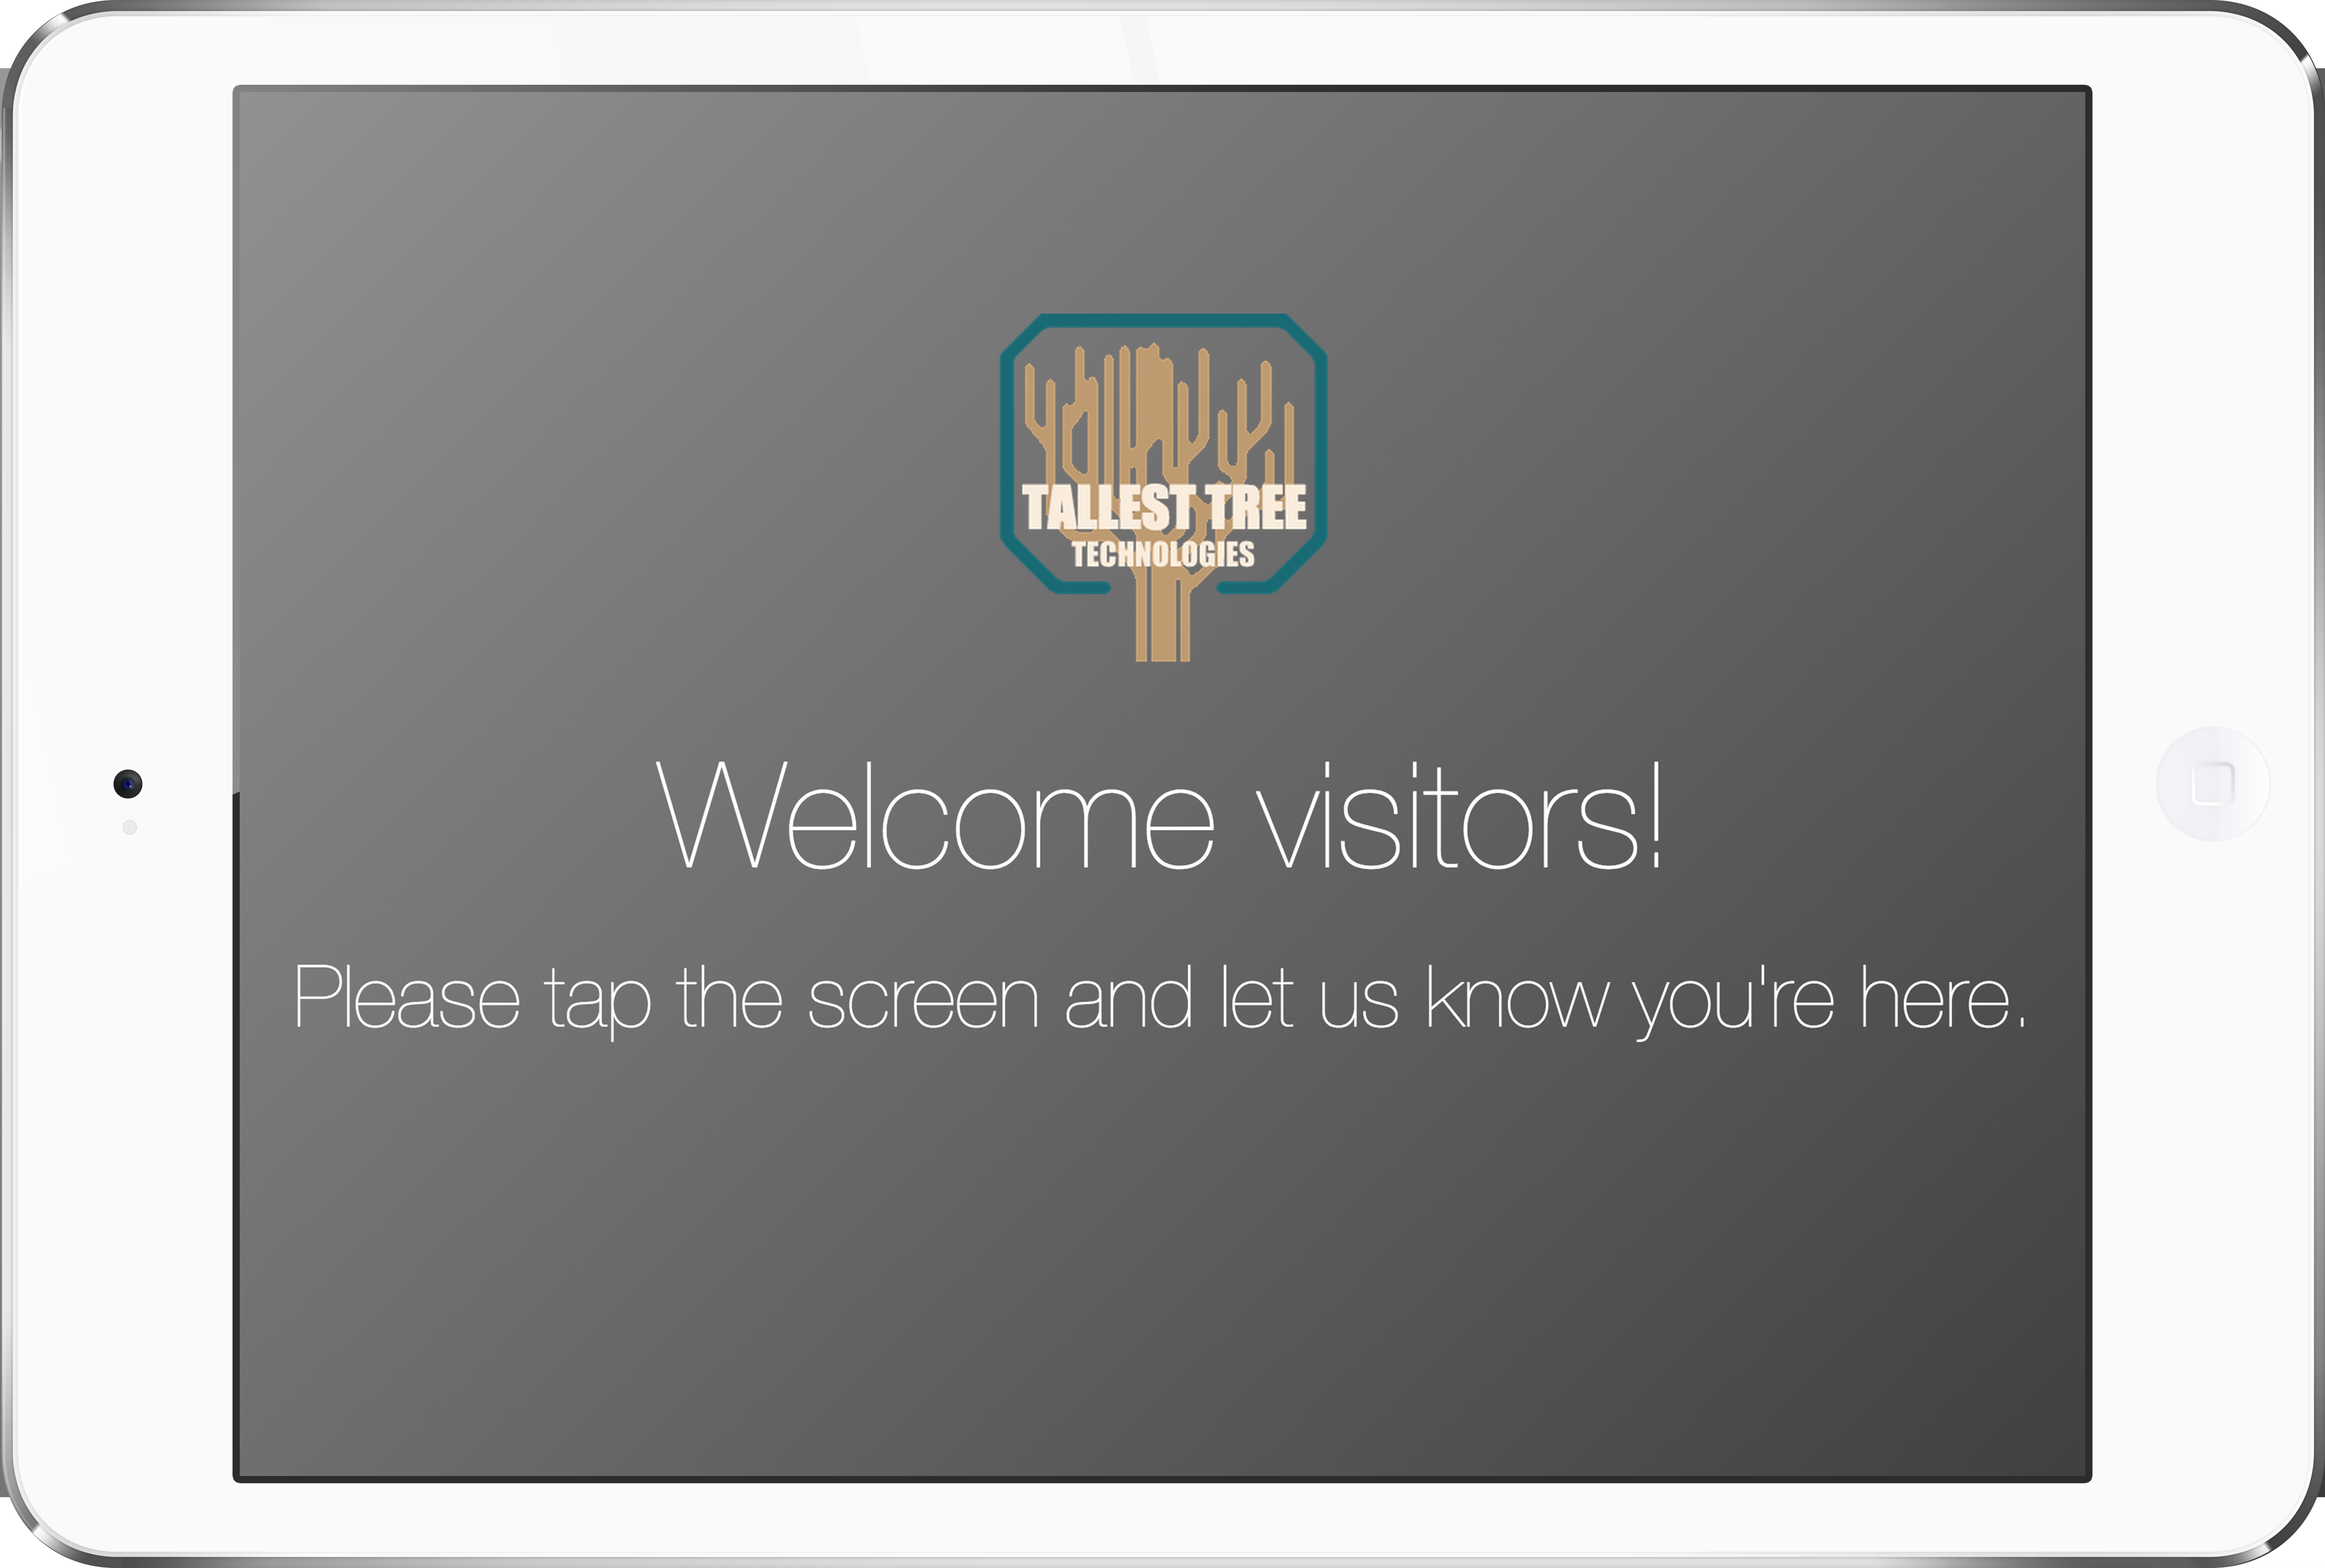 TALLEST TREE
TECHNOLOGIES
Welcome visitors!
Please tap the screen and let us know you're here.